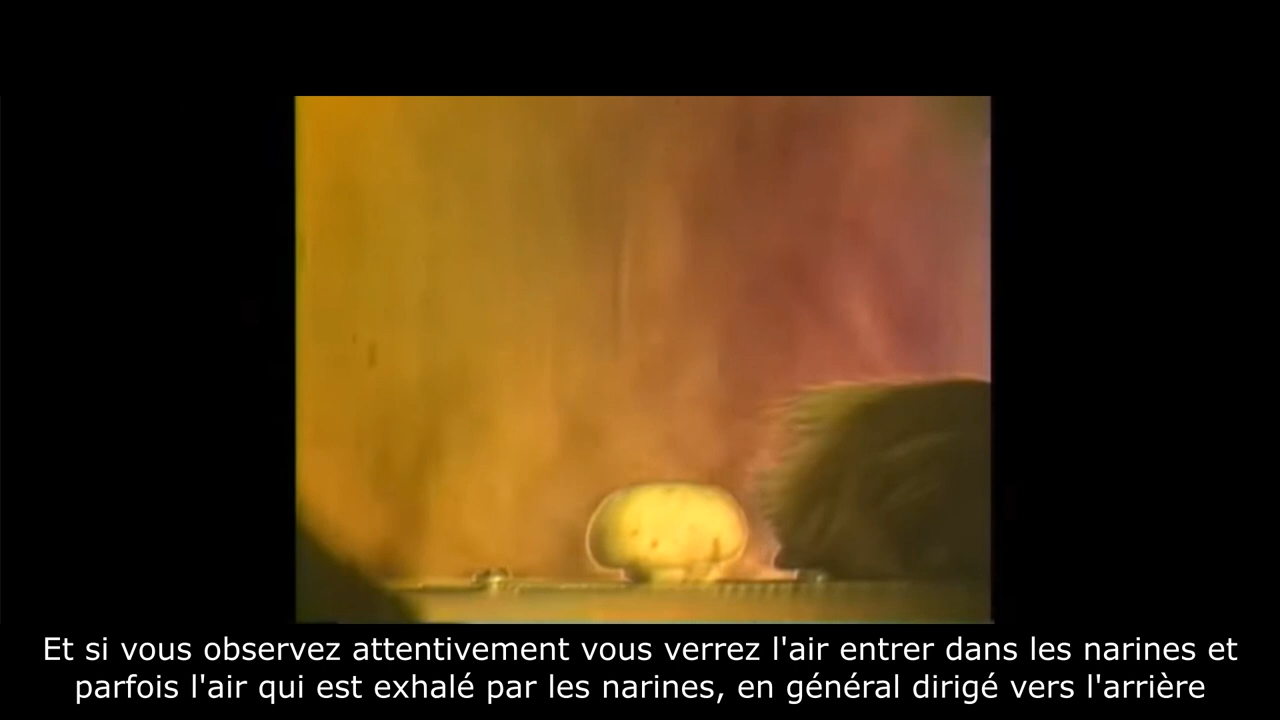 Et si vous observez attentivement vous verrez l'air entrer dans les narines et
parfois l'air qui est exhalé par les narines, en général dirigé vers l'arrière